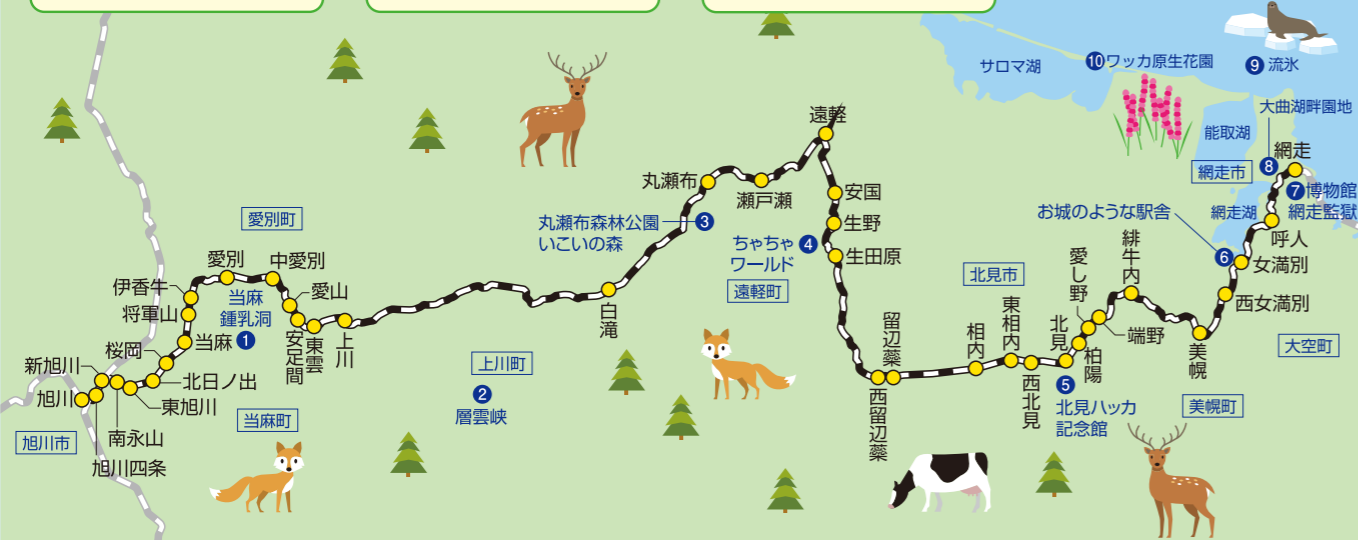 サロマ湖
⑩ワッカ原生花園
⑨流氷
大曲湖畔園地
能取湖
遠軽
網走
⑧
網走市
⑦博物館
網走監獄
網走湖
呼人
お城のような駅舎
⑥
女満別
西女満別
大空町
丸瀬布
瀬戸瀬
安国
生野
生田原
丸瀬布森林公園
いこいの森
③
ちゃちゃ
ワールド
④
遠軽町
愛別町
愛別
中愛別
伊香牛
将軍山
当麻
鍾乳洞
①
愛山
当麻
安足間
東雲
上川
白滝
桜岡
新旭川
旭川
北日ノ出
東旭川
南永山
旭川四条
旭川市
当麻町
上川町
②
層雲峡
北見市
留辺蘂
西留辺蘂
相内
東相内
西北見
北見
柏陽
愛し野
端野
緋牛内
美幌
⑤
北見ハッカ
記念館
美幌町